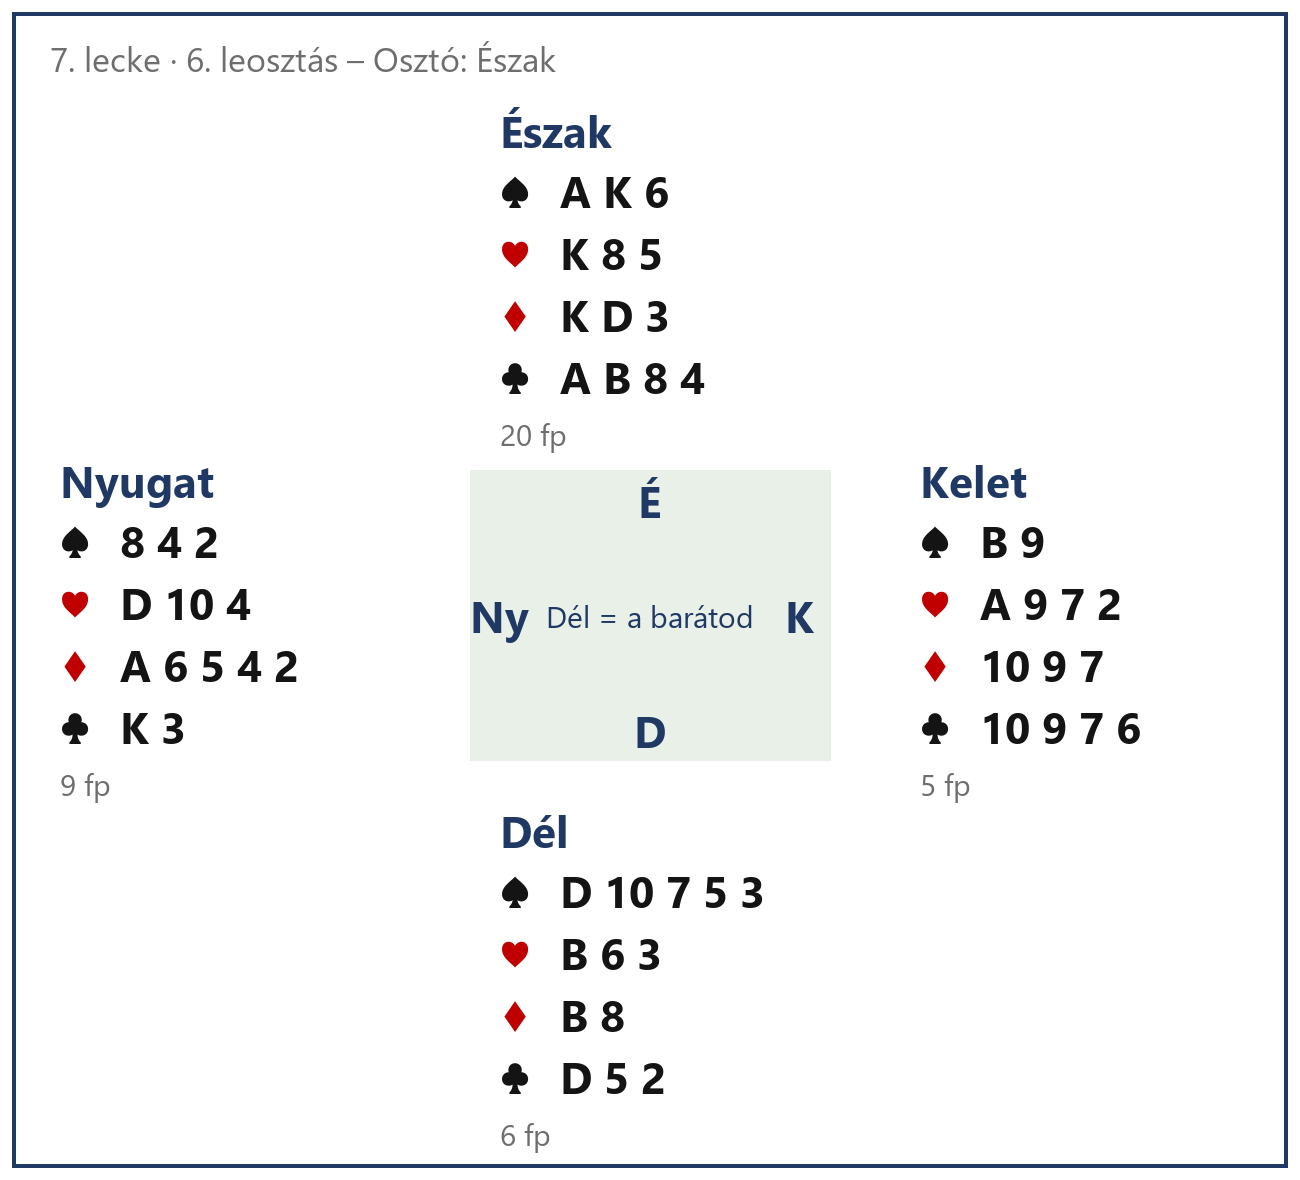 7. lecke · 6. leosztás – Osztó: Észak
Észak
♠ A K 6
♥ K 8 5
♦ K D 3
♣ A B 8 4
20 fp
Nyugat
♠ 8 4 2
♥ D 10 4
♦ A 6 5 4 2
♣ K 3
9 fp
É
Ny Dél = a barátod K
D
Kelet
♠ B 9
♥ A 9 7 2
♦ 10 9 7
♣ 10 9 7 6
5 fp
Dél
♠ D 10 7 5 3
♥ B 6 3
♦ B 8
♣ D 5 2
6 fp